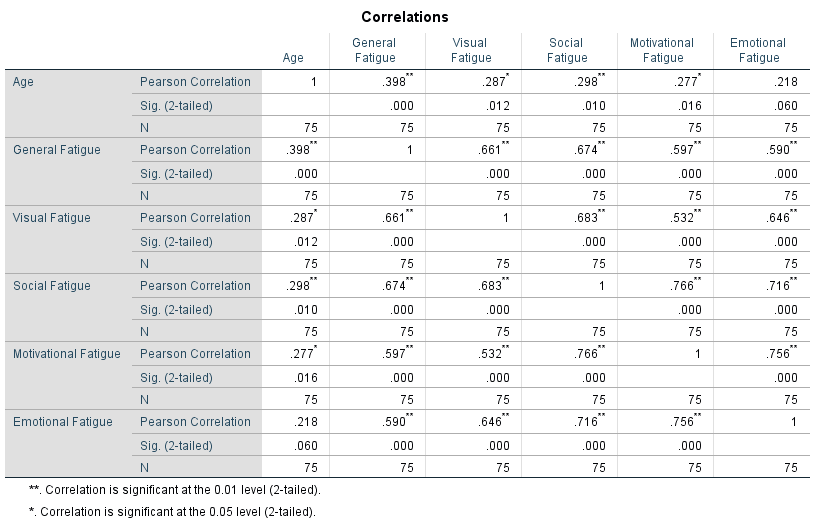 Correlations
Age General Fatigue Visual Fatigue Social Fatigue Motivational Fatigue Emotional Fatigue
Age Pearson Correlation 1 .398** .287* .298** .277* .218
Sig. (2-tailed) .000 .012 .010 .016 .060
N 75 75 75 75 75 75
General Fatigue Pearson Correlation .398** 1 .661** .674** .597** .590**
Sig. (2-tailed) .000 .000 .000 .000 .000
N 75 75 75 75 75 75
Visual Fatigue Pearson Correlation .287* .661** 1 .683** .532** .646**
Sig. (2-tailed) .012 .000 .000 .000 .000
N 75 75 75 75 75 75
Social Fatigue Pearson Correlation .298** .674** .683** 1 .766** .716**
Sig. (2-tailed) .010 .000 .000 .000 .000
N 75 75 75 75 75 75
Motivational Fatigue Pearson Correlation .277* .597** .532** .766** 1 .756**
Sig. (2-tailed) .016 .000 .000 .000 .000
N 75 75 75 75 75 75
Emotional Fatigue Pearson Correlation .218 .590** .646** .716** .756** 1
Sig. (2-tailed) .060 .000 .000 .000 .000
N 75 75 75 75 75 75
**. Correlation is significant at the 0.01 level (2-tailed).
*. Correlation is significant at the 0.05 level (2-tailed).